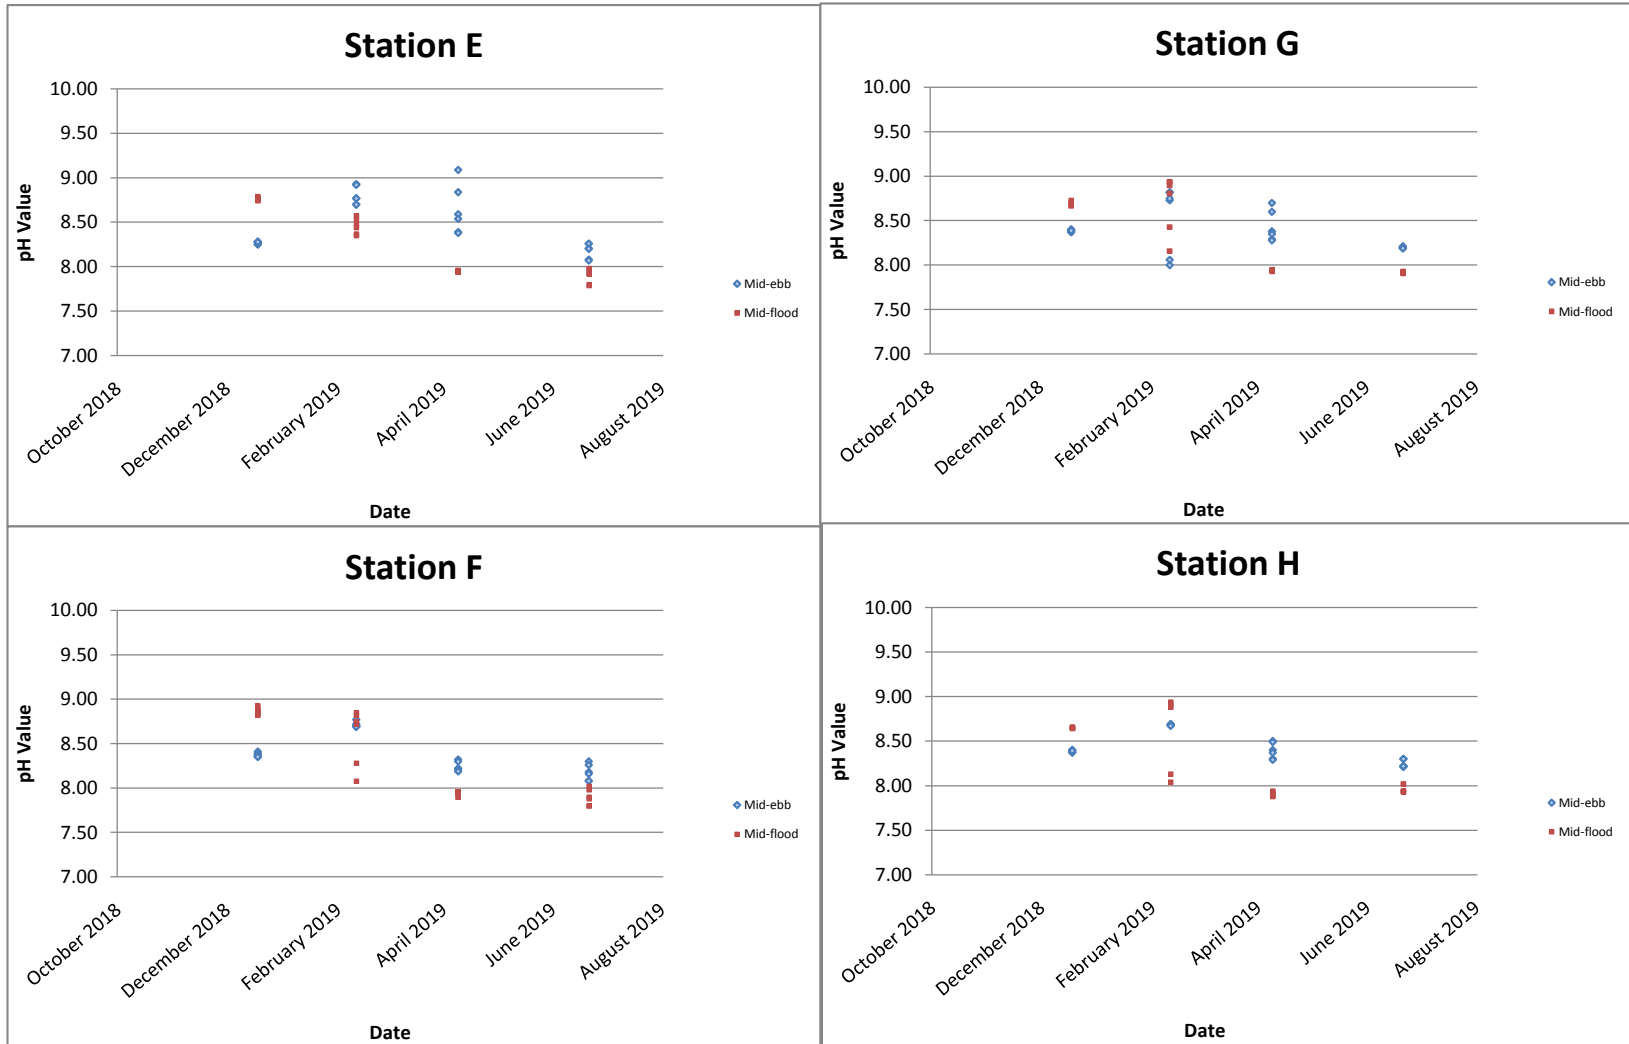 Station E
10.00
9.50
9.00
8.50
8.00
7.50
7.00
pH Value
Mid-ebb
Mid-flood
October 2018
December 2018
February 2019
April 2019
June 2019
August 2019
Date
Station G
10.00
9.50
9.00
8.50
8.00
7.50
7.00
pH Value
Mid-ebb
Mid-flood
October 2018
December 2018
February 2019
April 2019
June 2019
August 2019
Date
Station F
10.00
9.50
9.00
8.50
8.00
7.50
7.00
pH Value
Mid-ebb
Mid-flood
October 2018
December 2018
February 2019
April 2019
June 2019
August 2019
Date
Station H
10.00
9.50
9.00
8.50
8.00
7.50
7.00
pH Value
Mid-ebb
Mid-flood
October 2018
December 2018
February 2019
April 2019
June 2019
August 2019
Date